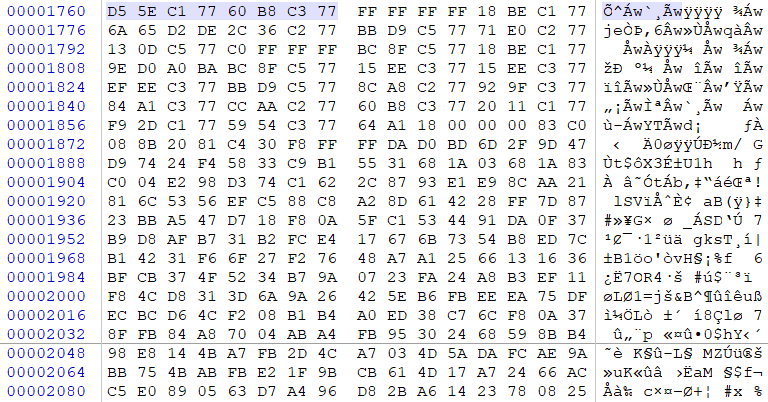 00001760 D5 5E C1 77 60 B8 C3 77 FF FF FF FF 18 BE C1 77 Õ^Áw`¸Ãwÿÿÿÿ ¾Áw
00001776 6A 65 D2 DE 2C 36 C2 77 BB D9 C5 77 71 E0 C2 77 jeÒÞ,6Âw»ÙÅwqàÂw
00001792 13 0D C5 77 C0 FF FF FF BC 8F C5 77 18 BE C3 77 ÅwÀÿÿÿ¼ Åw ¾Ãw
00001808 9E D0 A0 BA BC 8F C5 77 15 EE C3 77 15 EE C3 77 žÐ º¼ Åw îÃw îÃw
00001824 EF EE C3 77 BB D9 C5 77 8C A8 C2 77 92 9F C3 77 ïîÃw»ÙÅwŒ¨Âw’ŸÃw
00001840 84 A1 C3 77 CC AA C2 77 60 B8 C3 77 20 11 C1 77 „¡ÃwÌªÂw`¸Ãw Áw
00001856 F9 2D C1 77 59 54 C3 77 64 A1 18 00 00 00 83 C0 ù-ÁwYTÃwd¡ ƒÀ
00001872 08 8B 20 81 C4 30 F8 FF FF DA D0 BD 6D 2F 9D 47 ‹ Ä0øÿÿÚÐ½m/ G
00001888 D9 74 24 F4 58 33 C9 B1 55 31 68 1A 03 68 1A 83 Ùt$ôX3É±U1h h ƒ
00001904 C0 04 E2 98 D3 74 C1 62 2C 87 93 E1 E9 8C AA 21 À â˜ÓtÁb,‡“áéŒª!
00001920 81 6C 53 56 EF C5 88 C8 A2 8D 61 42 28 FF 7D 87 lSVïÅˆÈ¢ aB(ÿ}‡
00001936 23 BB A5 47 D7 18 F8 0A 5F C1 53 44 91 DA 0F 37 #»¥G× ø _ÁSD‘Ú 7
00001952 B9 D8 AF B7 31 B2 FC E4 17 67 6B 73 54 B8 ED 7C ¹Ø¯·1²üä gksT¸í|
00001968 B1 42 31 F6 6F 27 F2 76 48 A7 A1 25 66 13 16 36 ±B1öo'òvH§¡%f 6
00001984 BF CB 37 4F 52 34 B7 9A 07 23 FA 24 A8 B3 EF 11 ¿Ë7OR4·š #ú$¨³ï
00002000 F8 4C D8 31 3D 6A 9A 26 42 5E B6 FB EE EA 75 DF øLØ1=jš&B^¶ûîêuß
00002016 EC BC D6 4C F2 08 B1 B4 A0 ED 38 C7 6C F8 0A 37 ì¼ÖLò ±´ í8Çlø 7
00002032 8F FB 84 A8 70 04 AB A4 FB 95 30 24 68 59 8B B4 û„¨p «¤û•0$hY‹´
00002048 98 E8 14 4B A7 FB 2D 4C A7 03 4D 5A DA FC AE 9A ˜è K§û-L§ MZÚü®š
00002064 BB 75 4B AB FB E2 1F 9B CB 61 4D 17 A7 24 66 AC »uK«ûâ ›ËaM §$f¬
00002080 C5 E0 89 05 63 D7 A4 96 D8 2B A6 14 23 78 08 25 Åà‰ c×¤–Ø+¦ #x %